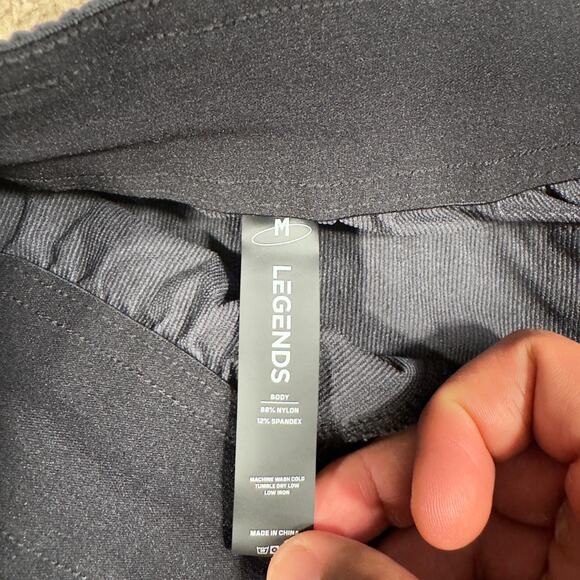 M
LEGENDS
BODY
88% NYLON
12% SPANDEX
MACHINE WASH COLD
TUMBLE DRY LOW
LOW IRON
MADE IN CHINA